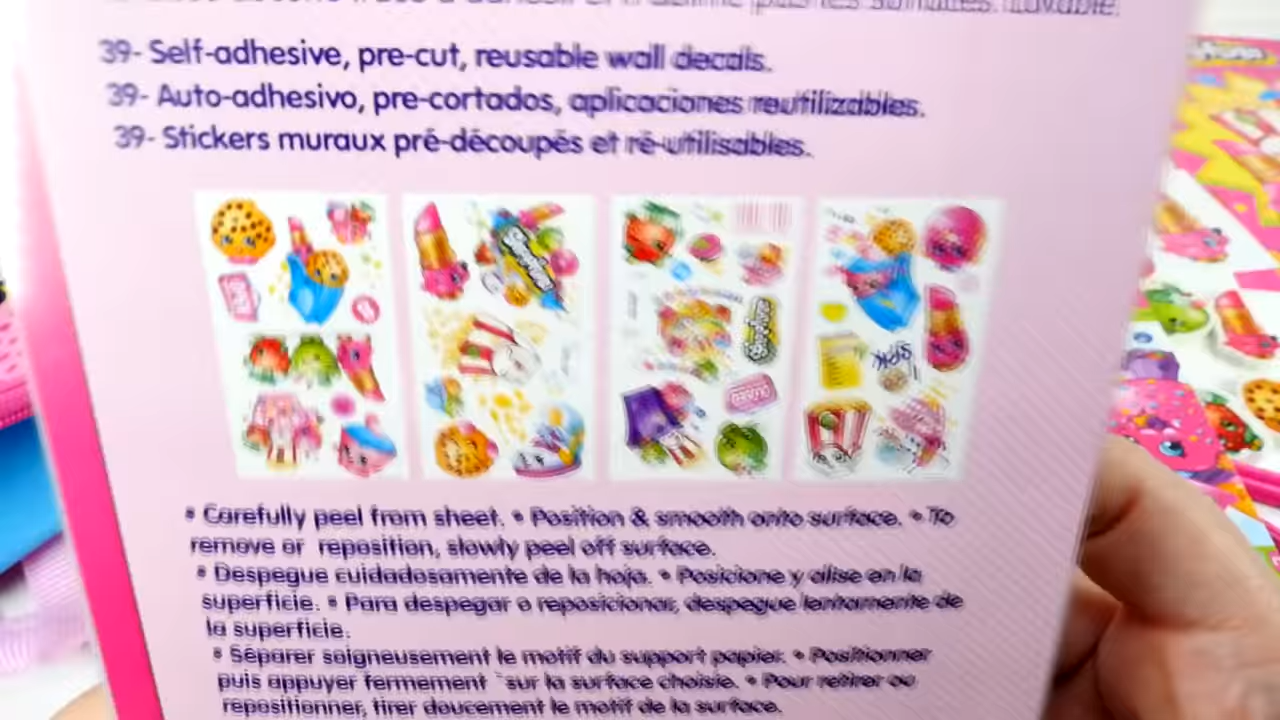 39- Self-adhesive, pre-cut, reusable wall decals.
39- Auto-adhesivo, pre-cortados, aplicaciones reutilizables.
39- Stickers muraux pré-découpés et ré-utilisables.
• Carefully peel from sheet. • Position & smooth onto surface. • To
remove or reposition, slowly peel off surface.
• Despegue cuidadosamente de la hoja. • Posicione y alise en la
superficie. • Para despegar o reposicionar, despegue lentamente de
la superficie.
• Séparer soigneusement le motif du support papier. • Positionner
puis appuyer fermement sur la surface choisie. • Pour retirer ou
repositionner, tirer doucement le motif de la surface.